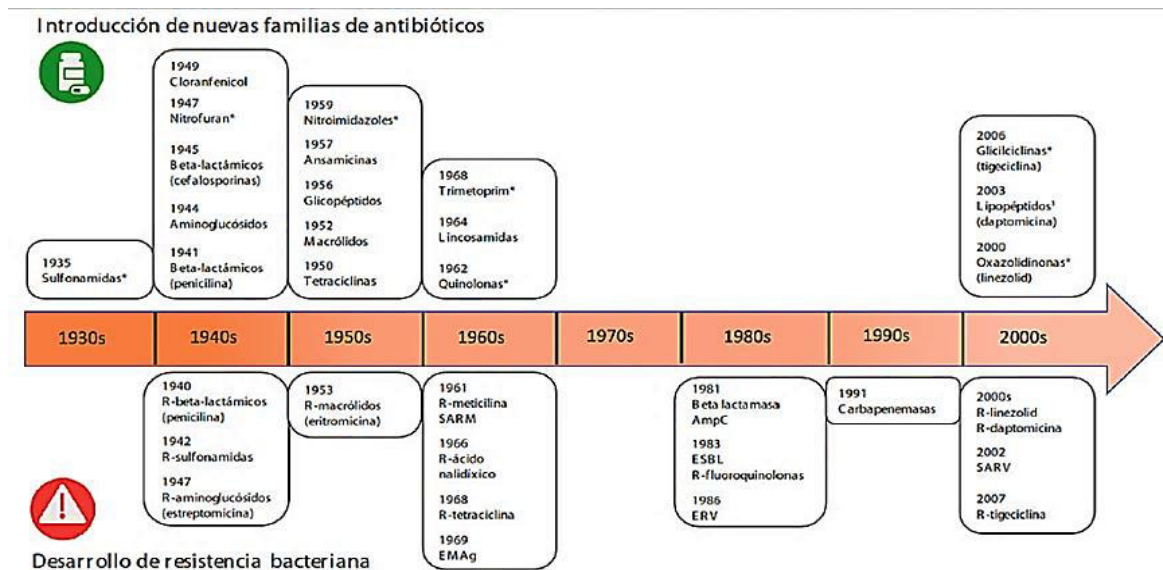 Introducción de nuevas familias de antibióticos
1935
Sulfonamidas*
1949
Cloranfenicol
1947
Nitrofuran*
1945
Beta-lactámicos
(cefalosporinas)
1944
Aminoglucósidos
1941
Beta-lactámicos
(penicilina)
1959
Nitroimidazoles*
1957
Ansamicinas
1956
Glicopéptidos
1952
Macrólidos
1950
Tetraciclinas
1968
Trimetoprim*
1964
Lincosamidas
1962
Quinolonas*
2006
Glicilciclinas*
(tigeciclina)
2003
Lipopéptidos¹
(daptomicina)
2000
Oxazolidinonas*
(linezolid)
1930s
1940s
1950s
1960s
1970s
1980s
1990s
2000s
1940
R-beta-lactámicos
(penicilina)
1942
R-sulfonamidas
1947
R-aminoglucósidos
(estreptomicina)
1953
R-macrólidos
(eritromicina)
1961
R-meticilina
SARM
1966
R-ácido
nalidíxico
1968
R-tetraciclina
1969
EMAg
1981
Beta lactamasa
AmpC
1983
ESBL
R-fluoroquinolonas
1986
ERV
1991
Carbapenemasas
2000s
R-linezolid
R-daptomicina
2002
SARV
2007
R-tigeciclina
Desarrollo de resistencia bacteriana